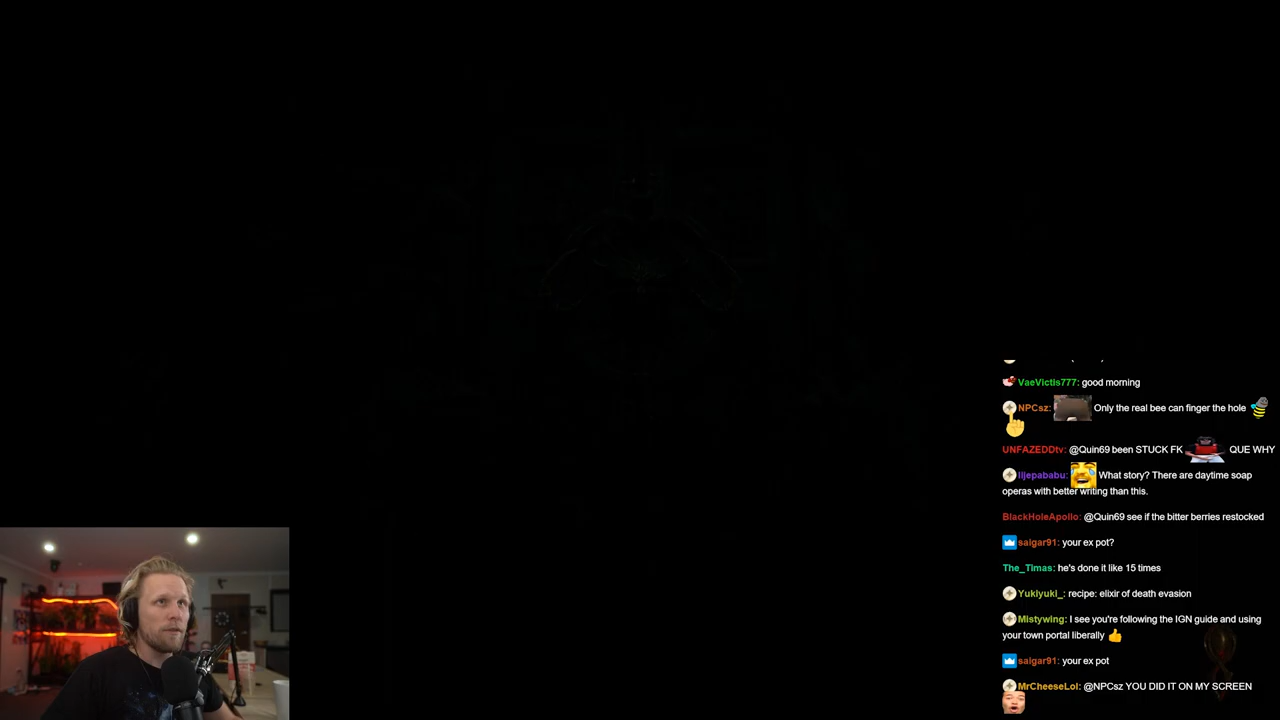 VaeVictis777: good morning
NPCsz: Only the real bee can finger the hole
UNFAZEDDtv: @Quin69 been STUCK FK QUE WHY
What story? There are daytime soap
operas with better writing than this.
BlackHoleApollo: @Quin69 see if the bitter berries restocked
saigar91: your ex pot?
The_Timas: he's done it like 15 times
Yukiyuki_: recipe: elixir of death evasion
Mistywing: I see you're following the IGN guide and using
your town portal liberally
saigar91: your ex pot
MrCheeseLol: @NPCsz YOU DID IT ON MY SCREEN